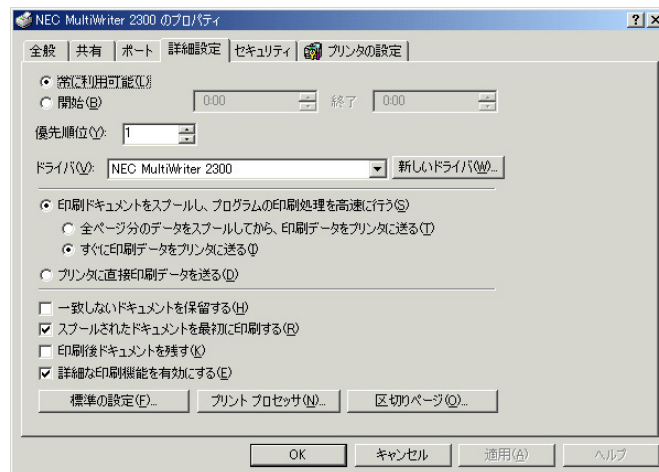 NEC MultiWriter 2300 のプロパティ
全般 共有 ポート 詳細設定 セキュリティ プリンタの設定
常に利用可能(L)
開始(B) 0:00 終了 0:00
優先順位(Y): 1
ドライバ(V): NEC MultiWriter 2300 新しいドライバ(W)...
印刷ドキュメントをスプールし、プログラムの印刷処理を高速に行う(S)
全ページ分のデータをスプールしてから、印刷データをプリンタに送る(T)
すぐに印刷データをプリンタに送る(I)
プリンタに直接印刷データを送る(D)
一致しないドキュメントを保留する(H)
スプールされたドキュメントを最初に印刷する(R)
印刷後ドキュメントを残す(K)
詳細な印刷機能を有効にする(E)
標準の設定(F)... プリント プロセッサ(N)... 区切りページ(O)...
OK キャンセル 適用(A) ヘルプ